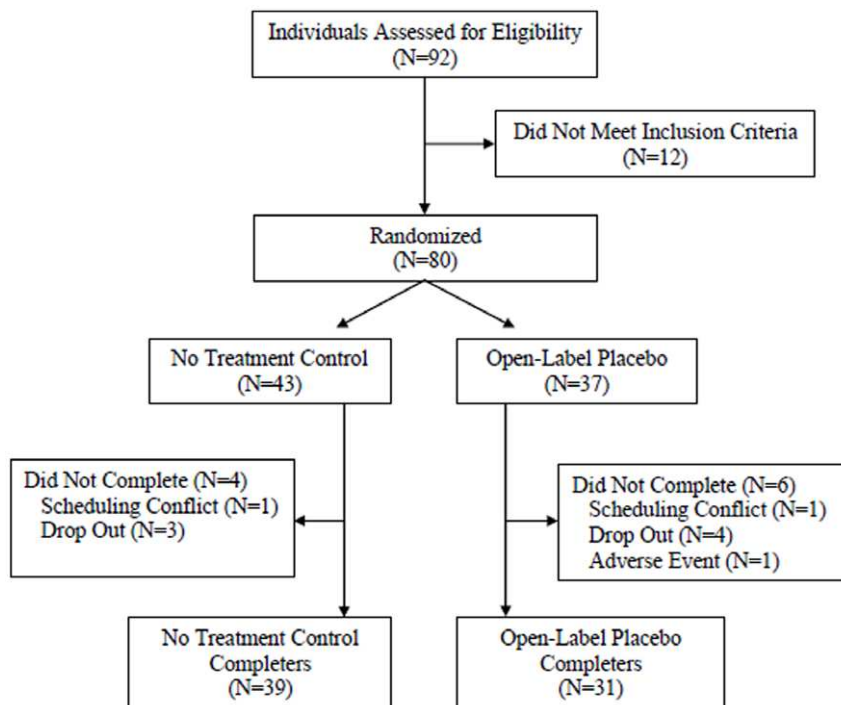 Individuals Assessed for Eligibility
(N=92)
Did Not Meet Inclusion Criteria
(N=12)
Randomized
(N=80)
No Treatment Control
(N=43)
Open-Label Placebo
(N=37)
Did Not Complete (N=4)
Scheduling Conflict (N=1)
Drop Out (N=3)
Did Not Complete (N=6)
Scheduling Conflict (N=1)
Drop Out (N=4)
Adverse Event (N=1)
No Treatment Control
Completers
(N=39)
Open-Label Placebo
Completers
(N=31)